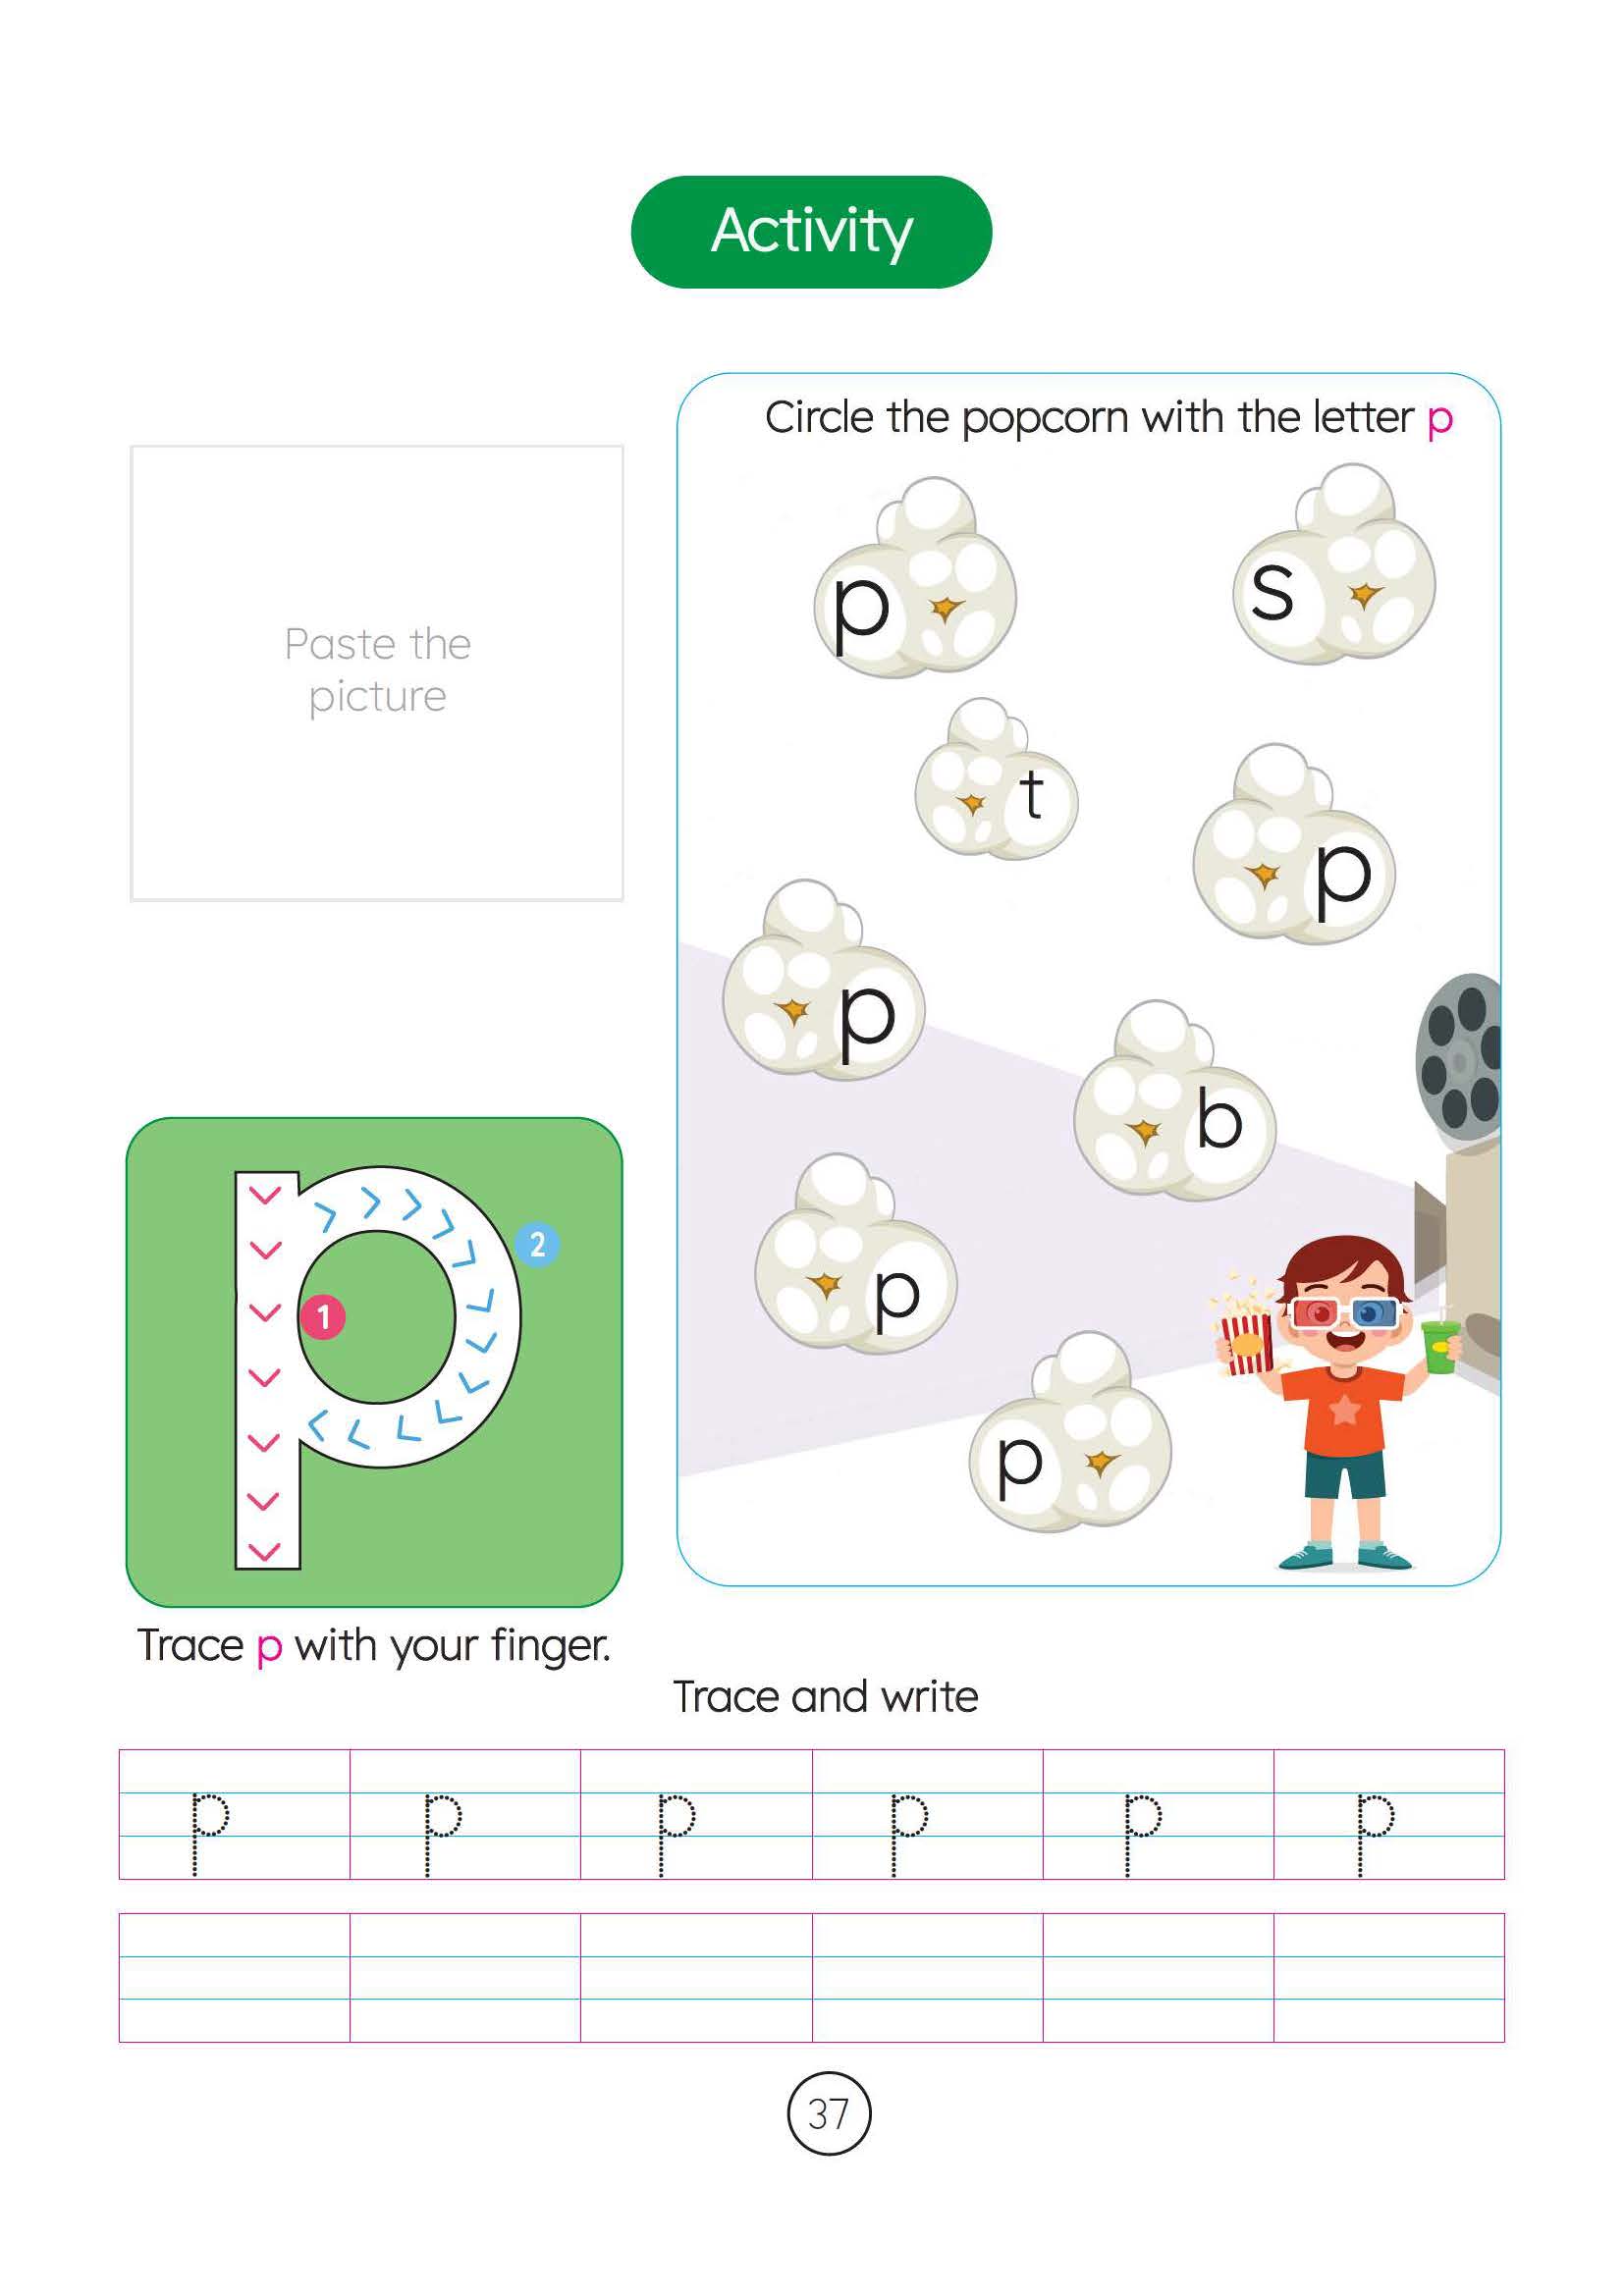 Activity
Paste the
picture
Circle the popcorn with the letter p
p
s
t
p
p
b
p
p
1
2
Trace p with your finger.
Trace and write
p p p p p p
37